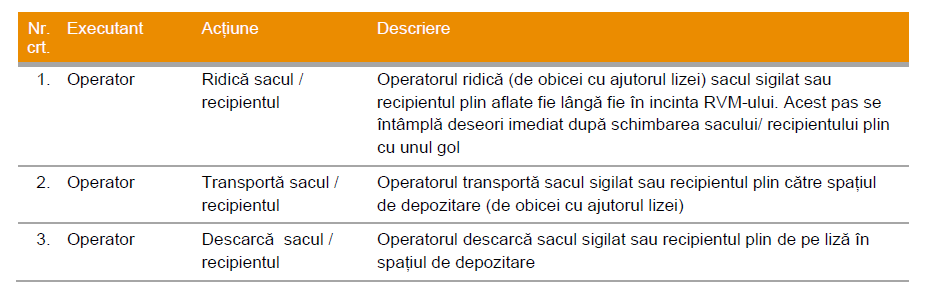 Nr. crt. Executant Acțiune Descriere
1. Operator Ridică sacul / recipientul Operatorul ridică (de obicei cu ajutorul lizei) sacul sigilat sau
recipientul plin aflate fie lângă fie în incinta RVM-ului. Acest pas se
întâmplă deseori imediat după schimbarea sacului/ recipientului plin
cu unul gol
2. Operator Transportă sacul / recipientul Operatorul transportă sacul sigilat sau recipientul plin către spațiul
de depozitare (de obicei cu ajutorul lizei)
3. Operator Descarcă sacul / recipientul Operatorul descarcă sacul sigilat sau recipientul plin de pe liză în
spațiul de depozitare